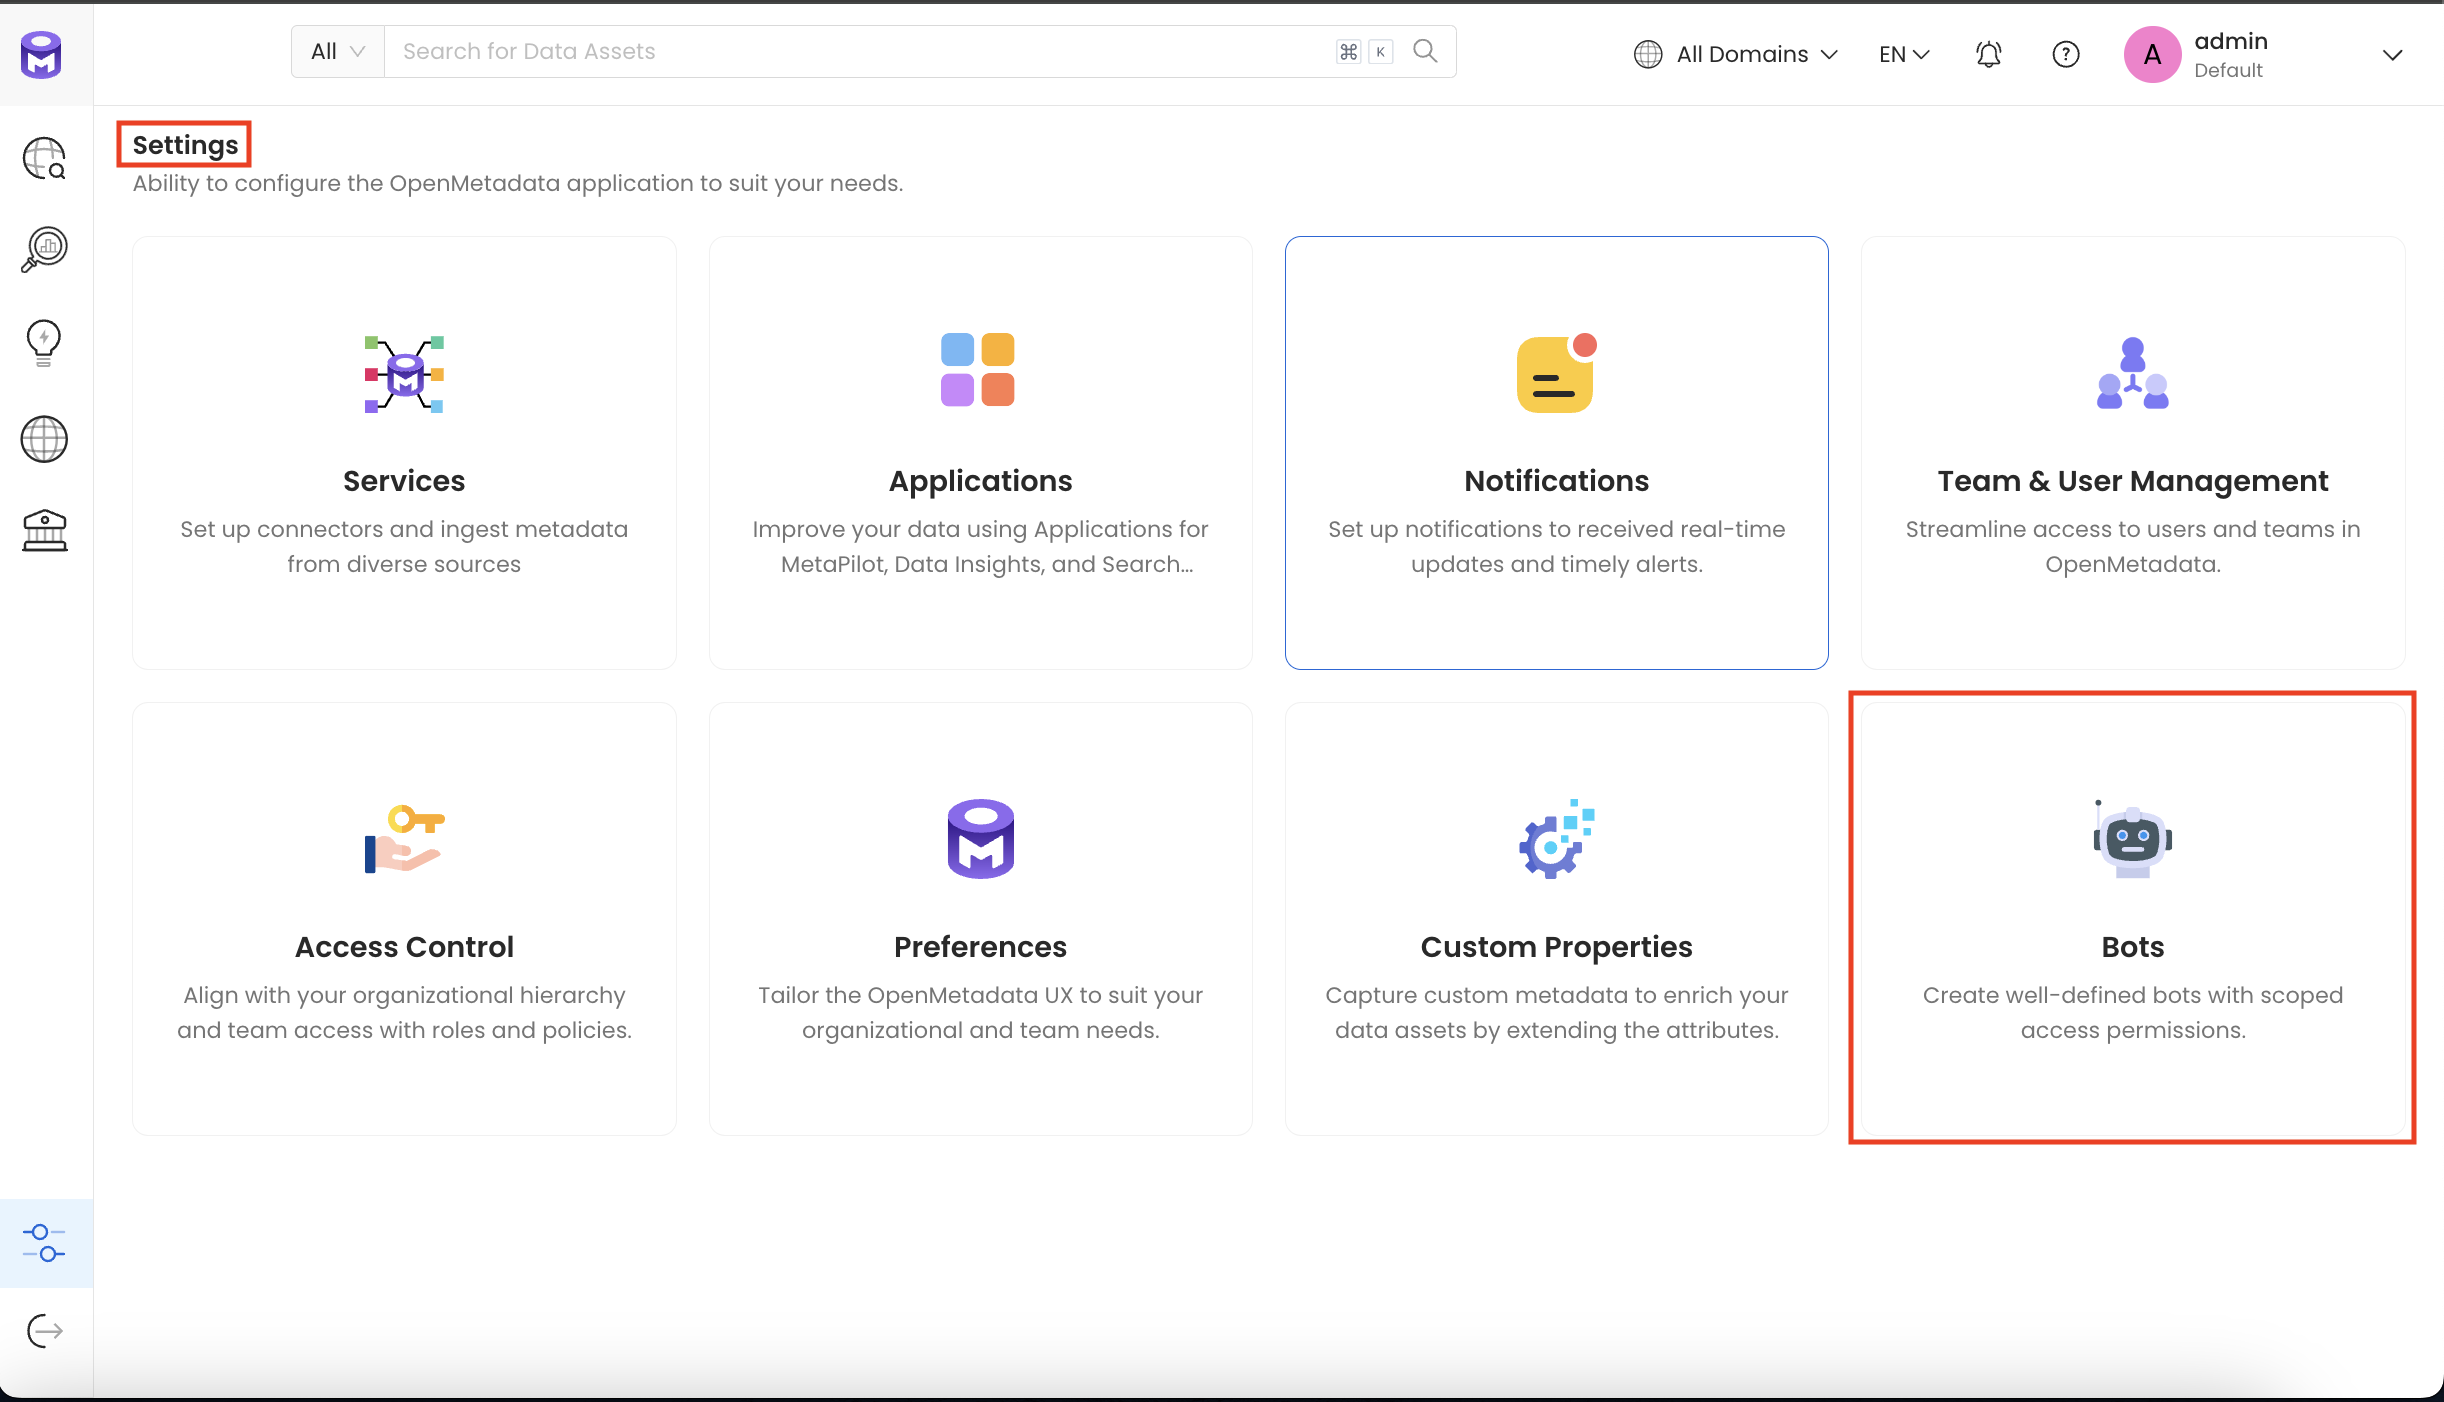 All
Search for Data Assets
⌘ K
All Domains
EN
A
admin
Default
Settings
Ability to configure the OpenMetadata application to suit your needs.
Services
Set up connectors and ingest metadata
from diverse sources
Applications
Improve your data using Applications for
MetaPilot, Data Insights, and Search...
Notifications
Set up notifications to received real-time
updates and timely alerts.
Team & User Management
Streamline access to users and teams in
OpenMetadata.
Access Control
Align with your organizational hierarchy
and team access with roles and policies.
Preferences
Tailor the OpenMetadata UX to suit your
organizational and team needs.
Custom Properties
Capture custom metadata to enrich your
data assets by extending the attributes.
Bots
Create well-defined bots with scoped
access permissions.